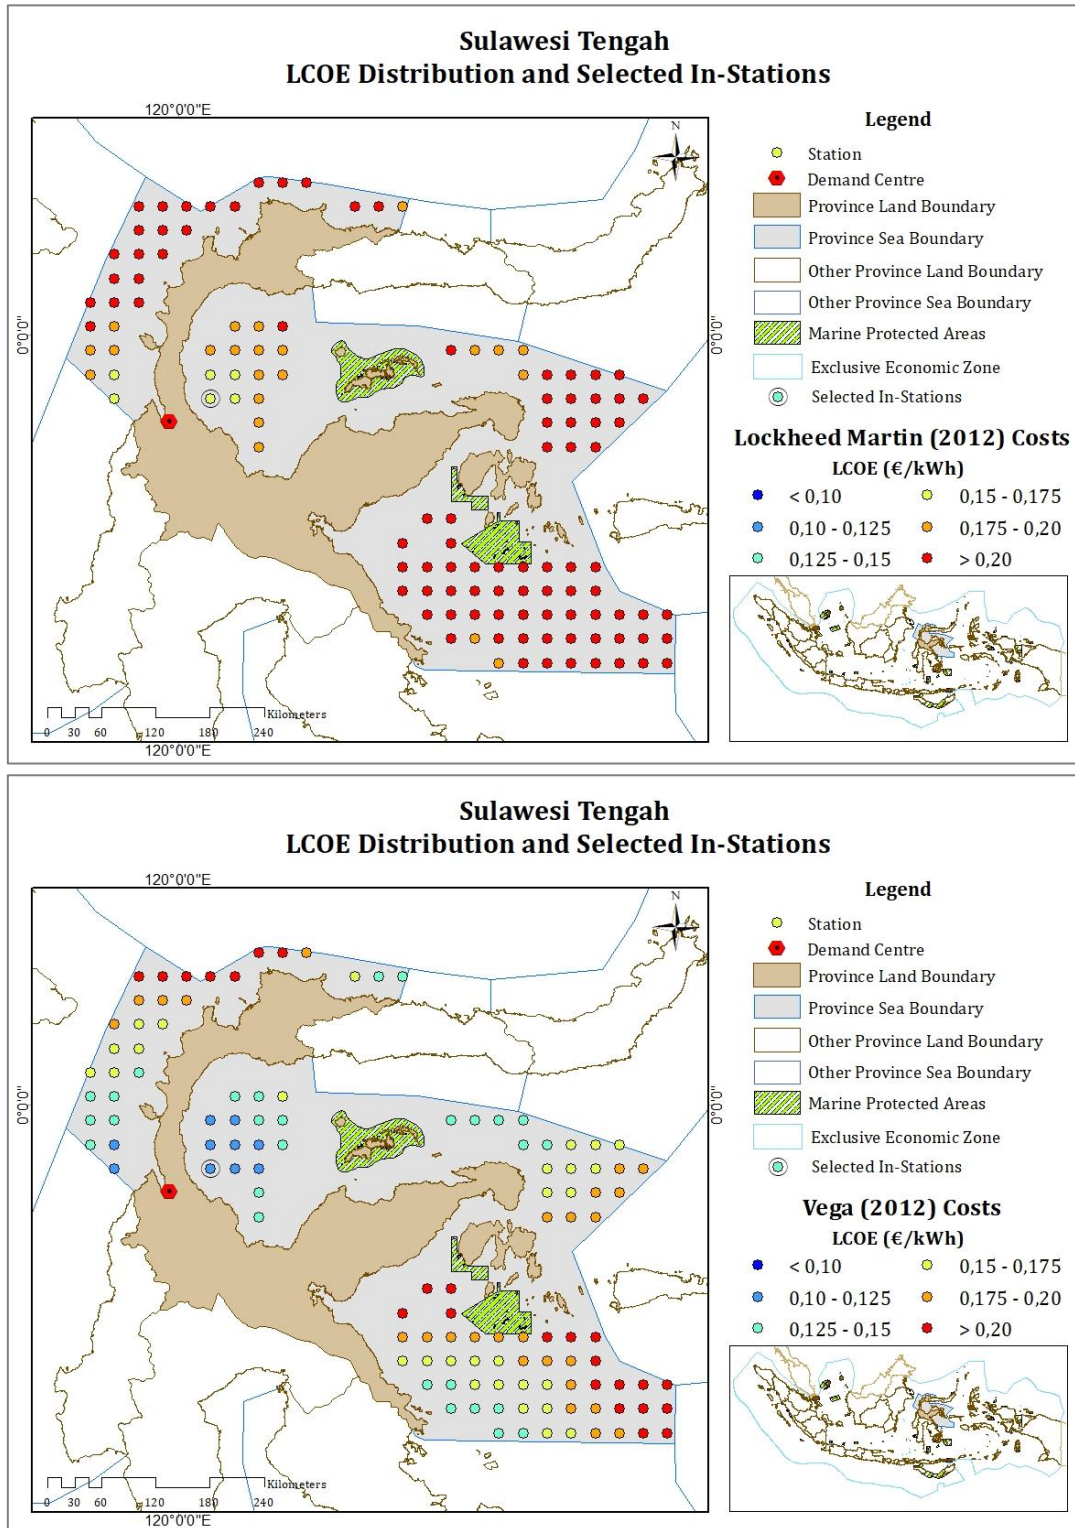 Sulawesi Tengah
LCOE Distribution and Selected In-Stations
120°0'0"E
N
0°0'0"
0°0'0"
Kilometers
0 30 60 120 180 240
120°0'0"E
Legend
Station
Demand Centre
Province Land Boundary
Province Sea Boundary
Other Province Land Boundary
Other Province Sea Boundary
Marine Protected Areas
Exclusive Economic Zone
Selected In-Stations
Lockheed Martin (2012) Costs
LCOE (€/kWh)
< 0,10 0,15 - 0,175
0,10 - 0,125 0,175 - 0,20
0,125 - 0,15 > 0,20
Sulawesi Tengah
LCOE Distribution and Selected In-Stations
120°0'0"E
N
0°0'0"
0°0'0"
Kilometers
0 30 60 120 180 240
120°0'0"E
Legend
Station
Demand Centre
Province Land Boundary
Province Sea Boundary
Other Province Land Boundary
Other Province Sea Boundary
Marine Protected Areas
Exclusive Economic Zone
Selected In-Stations
Vega (2012) Costs
LCOE (€/kWh)
< 0,10 0,15 - 0,175
0,10 - 0,125 0,175 - 0,20
0,125 - 0,15 > 0,20